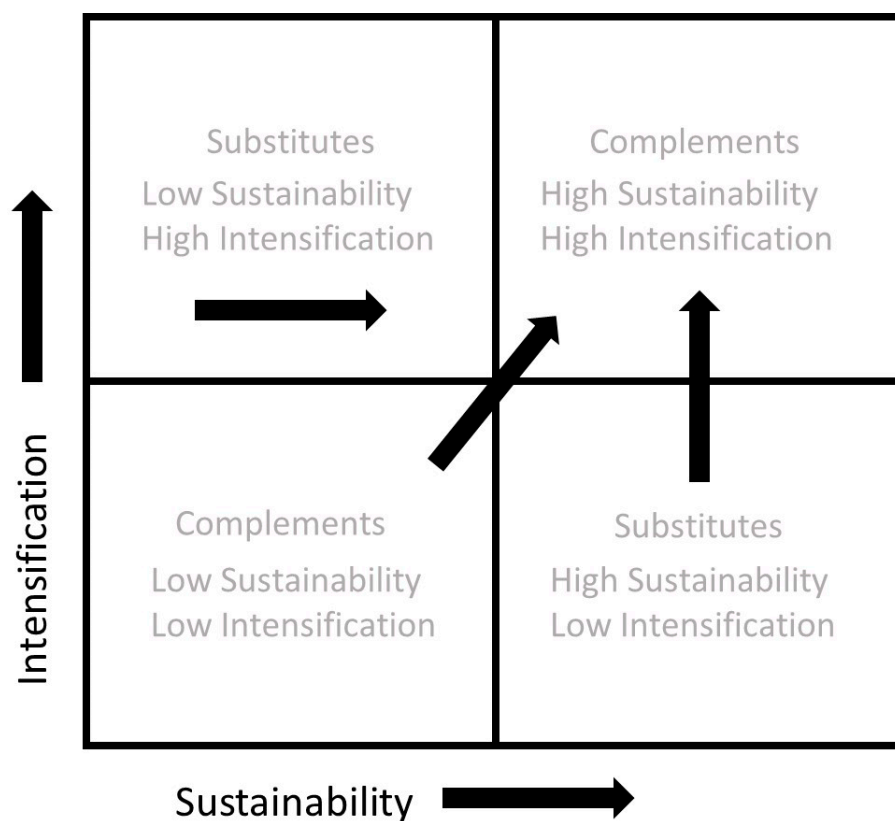 Substitutes
Low Sustainability
High Intensification
Complements
High Sustainability
High Intensification
Intensification
Complements
Low Sustainability
Low Intensification
Substitutes
High Sustainability
Low Intensification
Sustainability